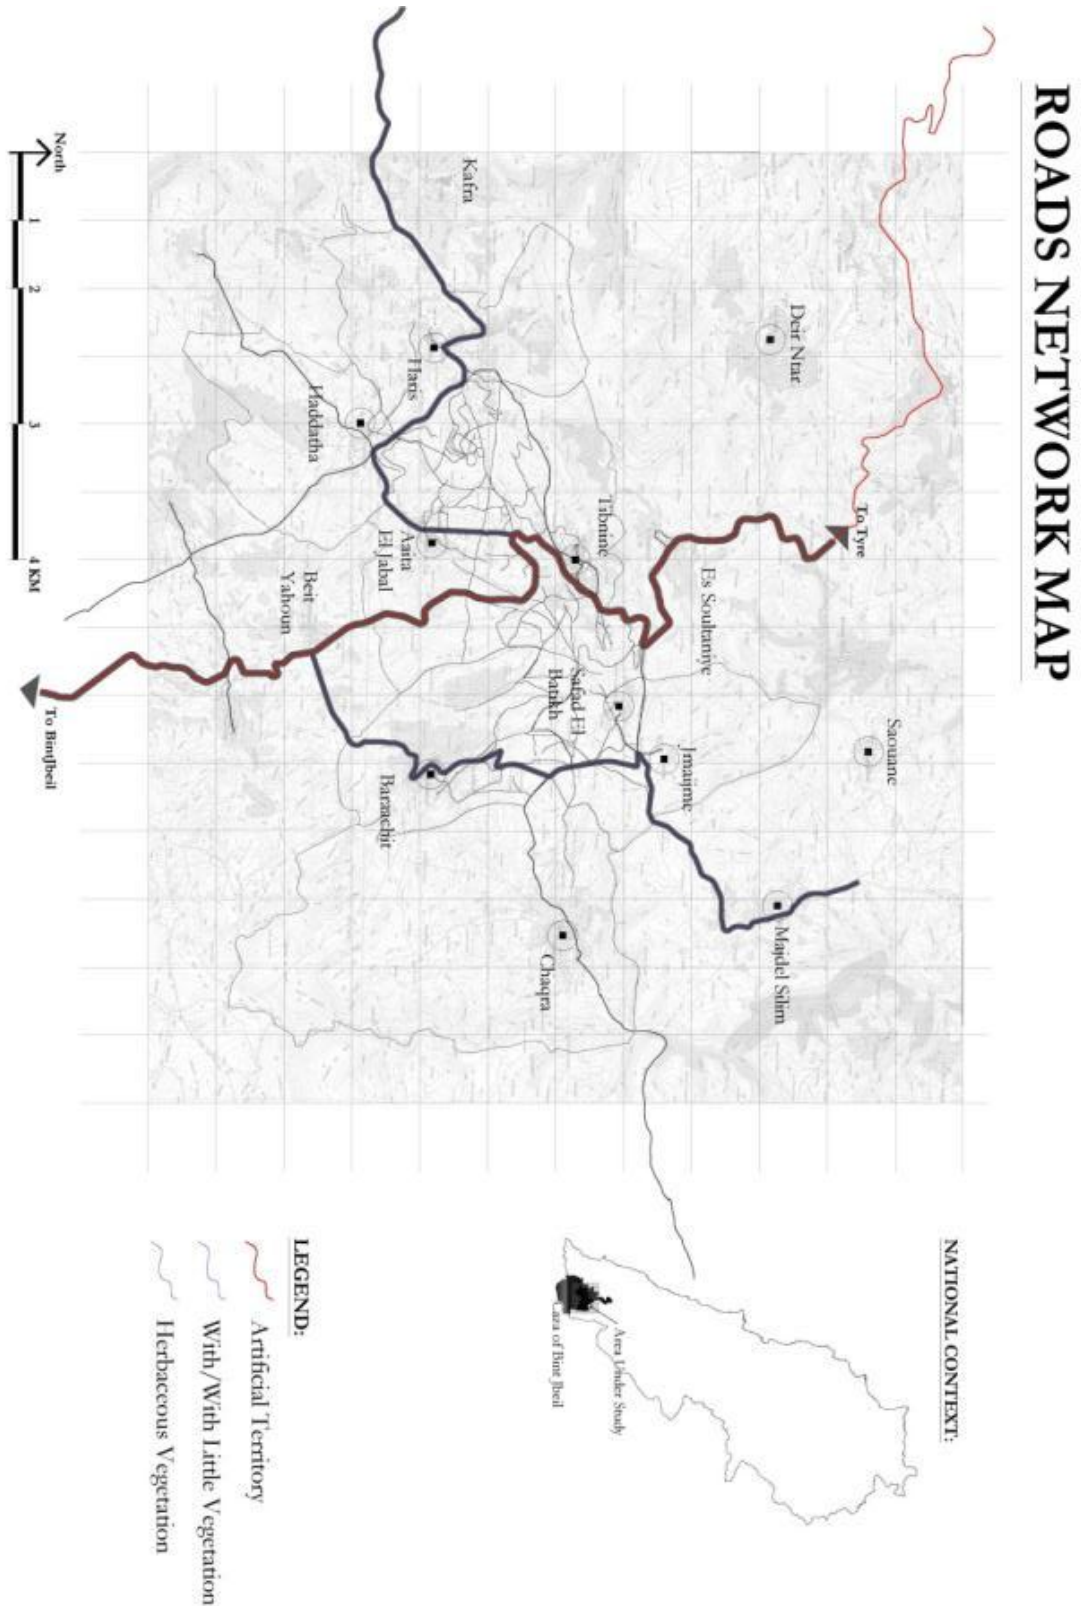 ROADS NETWORK MAP
To Tyre
Saouane
Deir Ntar
Majdel Silim
Es Soultaniye
Jmaijme
Tibnine
Safad El
Batikh
Chaqra
Kafra
Haris
Aaita
El Jabal
Baraachit
Haddatha
Beit
Yahoun
To BintJbeil
North
1
2
3
4 KM
NATIONAL CONTEXT:
Area Under Study
Caza of Bint Jbeil
LEGEND:
Artificial Territory
With/With Little Vegetation
Herbaceous Vegetation